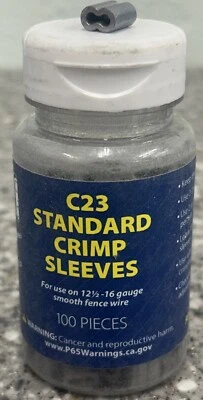 C23
STANDARD
CRIMP
SLEEVES
For use on 12½ -16 gauge
smooth fence wire
100 PIECES
WARNING: Cancer and reproductive harm.
www.P65Warnings.ca.gov